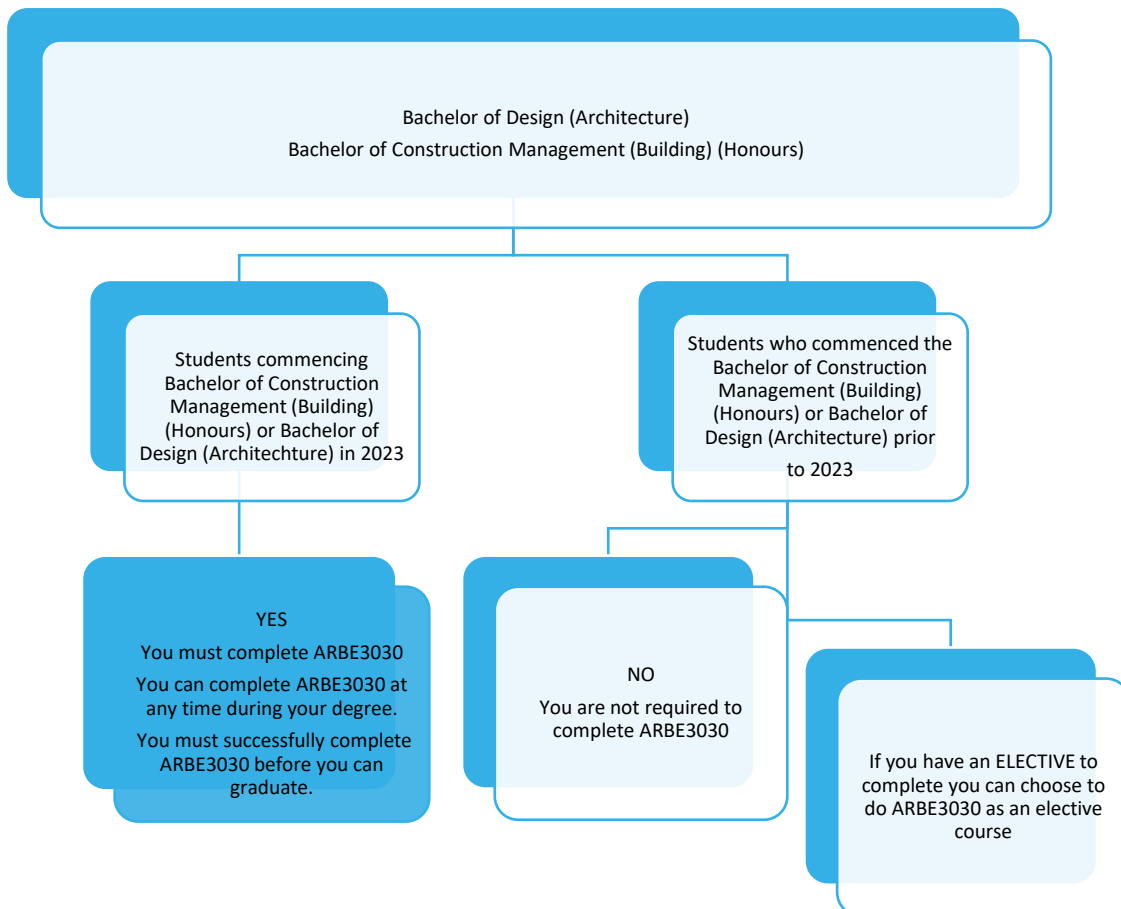 Bachelor of Design (Architecture)
Bachelor of Construction Management (Building) (Honours)
Students commencing
Bachelor of Construction
Management (Building)
(Honours) or Bachelor of
Design (Architechture) in 2023
Students who commenced the
Bachelor of Construction
Management (Building)
(Honours) or Bachelor of
Design (Architecture) prior
to 2023
YES
You must complete ARBE3030
You can complete ARBE3030 at
any time during your degree.
You must successfully complete
ARBE3030 before you can
graduate.
NO
You are not required to
complete ARBE3030
If you have an ELECTIVE to
complete you can choose to
do ARBE3030 as an elective
course